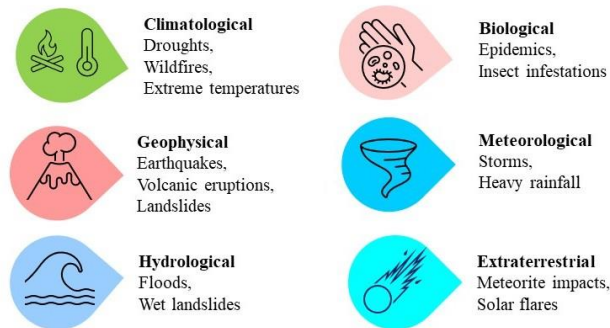 Climatological
Droughts,
Wildfires,
Extreme temperatures
Biological
Epidemics,
Insect infestations
Geophysical
Earthquakes,
Volcanic eruptions,
Landslides
Meteorological
Storms,
Heavy rainfall
Hydrological
Floods,
Wet landslides
Extraterrestrial
Meteorite impacts,
Solar flares